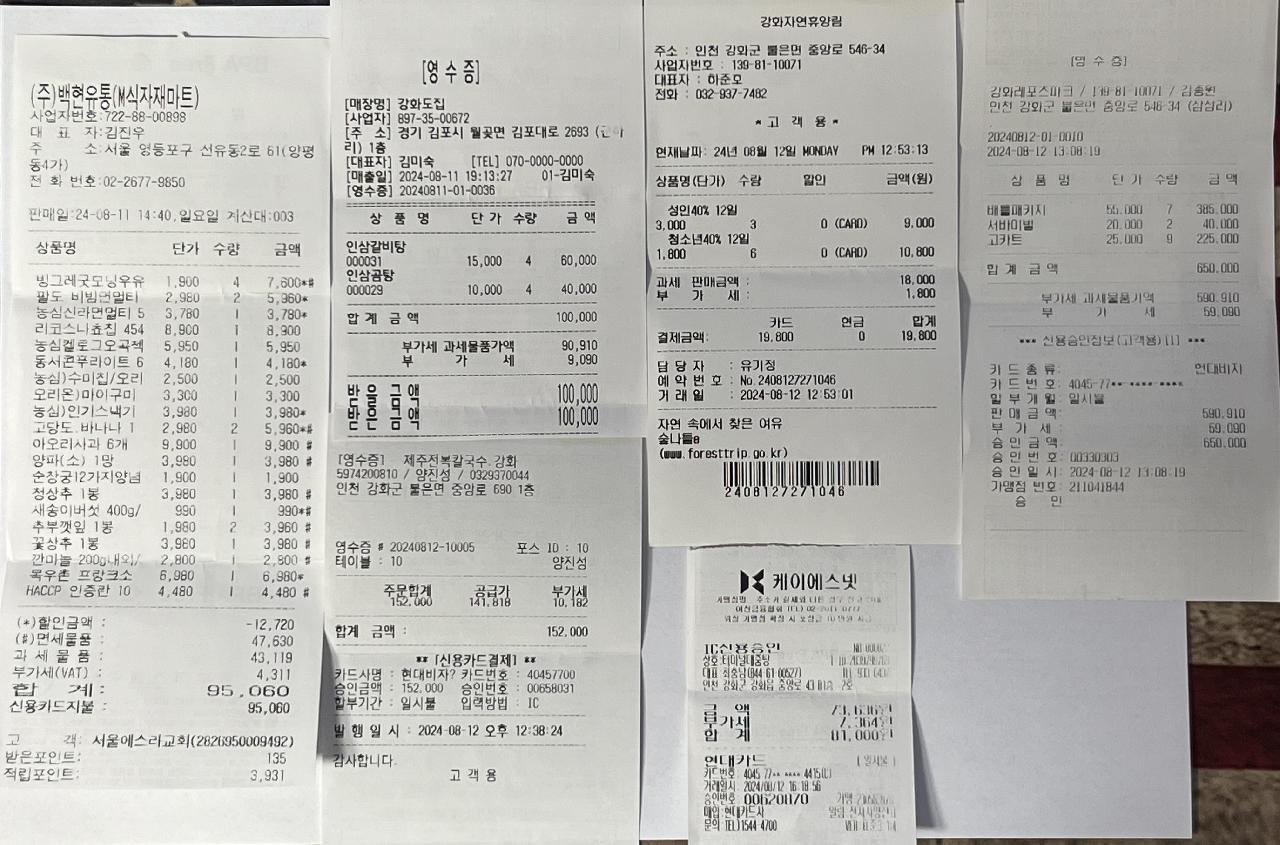 (주)백현유통(M식자재마트)
사업자번호:722-88-00898
대 표 자:김진우
주 소:서울 영등포구 선유동2로 61(양평
동4가)
전 화 번호:02-2677-9850
판매일:24-08-11 14:40,일요일 계산대:003
상품명 단가 수량 금액
빙그레굿모닝우유 1,900 4 7,600*#
팔도 비빔면멀티 2,980 2 5,960*
농심신라면멀티 5 3,780 1 3,780*
리코스나쵸칩 454 8,900 1 8,900
농심켈로그오곡첵 5,950 1 5,950
동서콘푸라이트 6 4,180 1 4,180*
농심)수미칩/오리 2,500 1 2,500
오리온)마이구미 3,300 1 3,300
농심)인기스낵기 3,980 1 3,980*
고당도.바나나 1 2,980 2 5,960*#
아오리사과 6개 9,900 1 9,900 #
양파(소) 1망 3,980 1 3,980 #
순창궁12가지양념 1,900 1 1,900
청상추 1봉 3,980 1 3,980 #
새송이버섯 400g/ 990 1 990*#
추부깻잎 1봉 1,980 2 3,960 #
꽃상추 1봉 3,980 1 3,980 #
깐마늘 200g내외/ 2,800 1 2,800 #
목우촌 프랑크소 6,980 1 6,980*
HACCP 인증란 10 4,480 1 4,480 #
(*)할인금액 : -12,720
(#)면세물품 : 47,630
과 세 물 품 : 43,119
부가세(VAT) : 4,311
합 계 : 95,060
신용카드지불: 95,060
고 객: 서울에스라교회(2826950009492)
받은포인트: 135
적립포인트: 3,931
[영수증]
[매장명] 강화도집
[사업자] 897-35-00672
[주 소] 경기 김포시 월곶면 김포대로 2693
리) 1층
[대표자] 김미숙 [TEL] 070-0000-0000
[매출일] 2024-08-11 19:13:27 01-김미숙
[영수증] 20240811-01-0036
상 품 명 단 가 수량 금 액
인삼갈비탕
000031 15,000 4 60,000
인삼곰탕
000029 10,000 4 40,000
합 계 금 액 100,000
부가세 과세물품가액 90,910
부 가 세 9,090
받 을 금 액 100,000
받 은 금 액 100,000
[영수증] 제주전복칼국수.강화
5974200810 / 양진성 / 0329370044
인천 강화군 불은면 중앙로 690 1층
영수증 # 20240812-10005 포스 ID : 10
테이블 : 10 양진성
주문합계 공급가 부가세
152,000 141,818 10,182
합계 금액 : 152,000
** [신용카드결제] **
카드사명 : 현대비자? 카드번호 : 40457700
승인금액 : 152,000 승인번호 : 00658031
할부기간 : 일시불 입력방법 : IC
발 행 일 시 : 2024-08-12 오후 12:38:24
감사합니다.
고 객 용
강화자연휴양림
주소 : 인천 강화군 불은면 중앙로 546-34
사업자번호 : 139-81-10071
대표자 : 하준모
전화 : 032-937-7482
*고 객 용*
현재날짜: 24년 08월 12일 MONDAY PM 12:53:13
상품명(단가) 수량 할인 금액(원)
성인40% 12일
3,000 3 0 (CARD) 9,000
청소년40% 12일
1,800 6 0 (CARD) 10,800
과세 판매금액 : 18,000
부 가 세 : 1,800
카드 현금 합계
결제금액: 19,800 0 19,800
담 당 자 : 유기정
예 약 번 호 : No.2408127271046
거 래 일 : 2024-08-12 12:53:01
자연 속에서 찾은 여유
숲나들e
(www.foresttrip.go.kr)
2408127271046
[영 수 증]
강화레포츠파크 / 139-81-10071 / 김종원
인천 강화군 불은면 중앙로 546-34 (삼성리)
20240812-01-0010
2024-08-12 13:08:19
상 품 명 단 가 수량 금 액
배틀패키지 55,000 7 385,000
서바이벌 20,000 2 40,000
고카트 25,000 9 225,000
합 계 금 액 650,000
부가세 과세물품가액 590,910
부 가 세 59,090
*** 신용승인정보(고객용) [1] ***
카 드 종 류: 현대비자
카 드 번 호: 4045-77**-****-****
할 부 개 월: 일시불
판 매 금 액: 590,910
부 가 세: 59,090
승 인 금 액: 650,000
승 인 번 호: 00330303
승 인 일 시: 2024-08-12 13:08:19
가맹점 번호: 211041844
승 인
케이에스넷
IC신용승인
금 액 73,636원
부가세 7,364원
합 계 81,000원
현대카드 [일시불]
카드번호: 4045 77** **** 4415(C)
거래일시: 2024/08/12 16:18:56
승인번호: 00620870
매입:현대카드사
문의 TEL)1544-4700